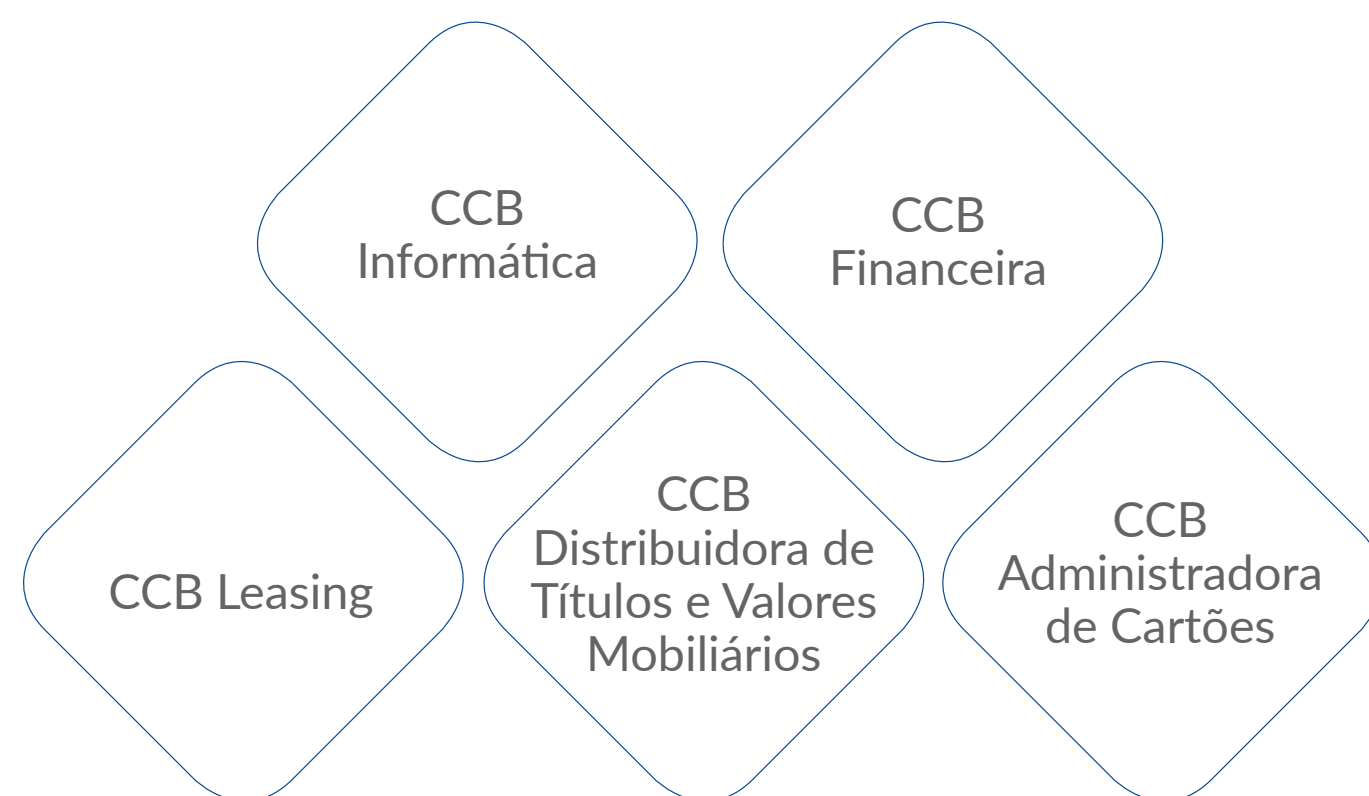 CCB
Informática
CCB
Financeira
CCB Leasing
CCB
Distribuidora de
Títulos e Valores
Mobiliários
CCB
Administradora
de Cartões